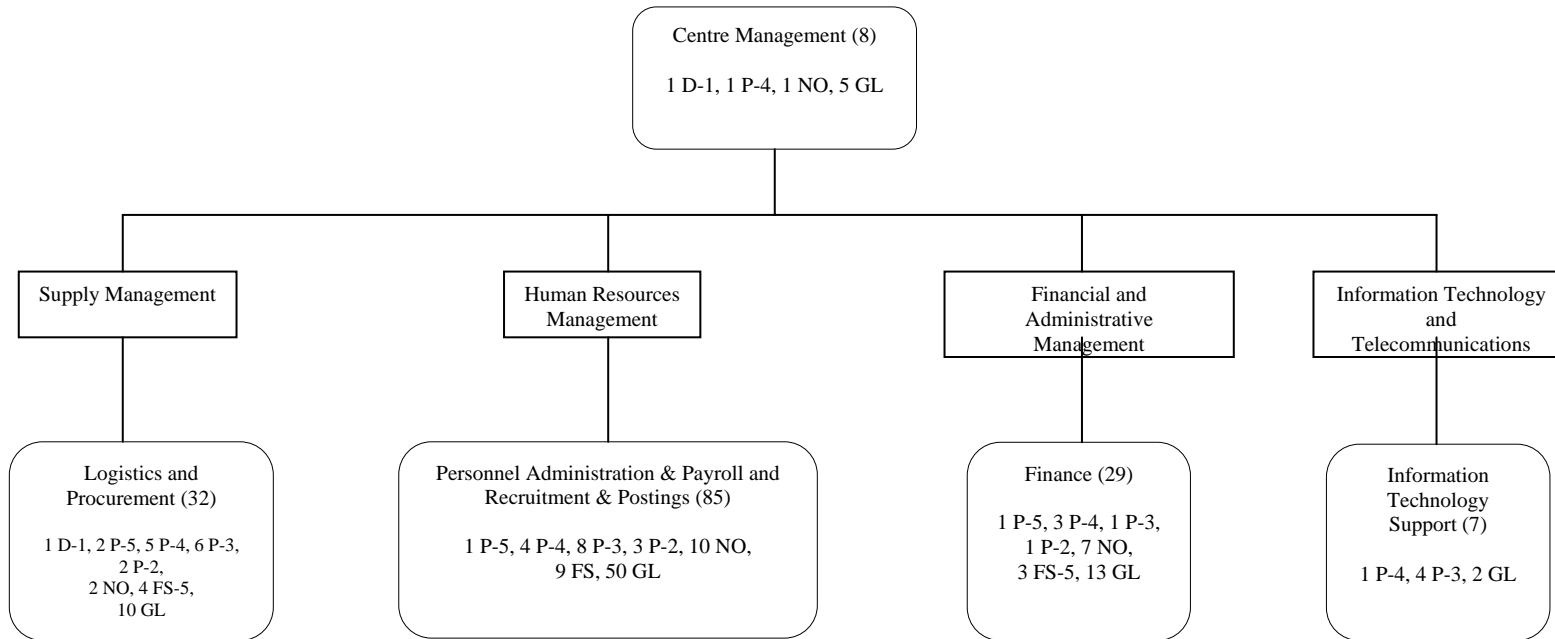 Centre Management (8)
1 D-1, 1 P-4, 1 NO, 5 GL
Supply Management
Human Resources
Management
Financial and
Administrative
Management
Information Technology
and
Telecommunications
Logistics and
Procurement (32)
1 D-1, 2 P-5, 5 P-4, 6 P-3,
2 P-2,
2 NO, 4 FS-5,
10 GL
Personnel Administration & Payroll and
Recruitment & Postings (85)
1 P-5, 4 P-4, 8 P-3, 3 P-2, 10 NO,
9 FS, 50 GL
Finance (29)
1 P-5, 3 P-4, 1 P-3,
1 P-2, 7 NO,
3 FS-5, 13 GL
Information
Technology
Support (7)
1 P-4, 4 P-3, 2 GL